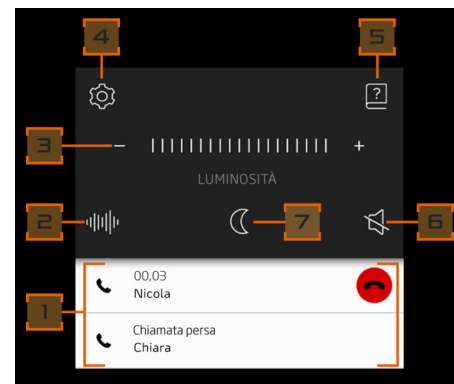 4
5
?
3
− +
LUMINOSITÀ
2
7
6
1
00,03
Nicola
Chiamata persa
Chiara